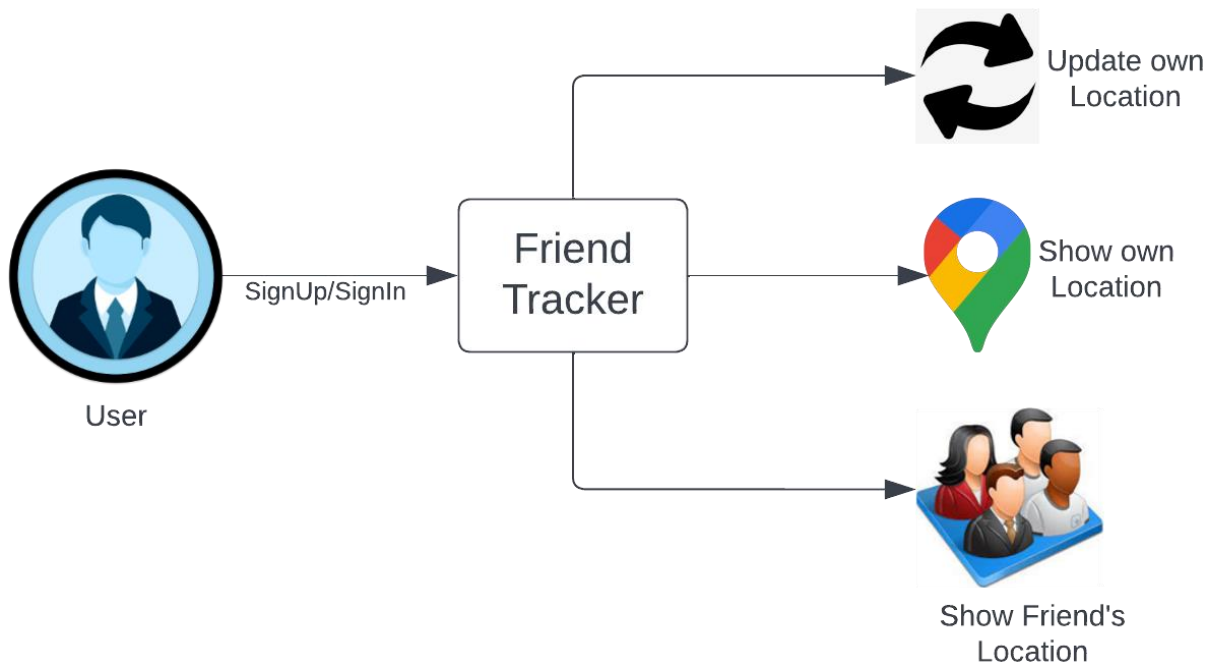 Update own
Location
Friend
Tracker
Show own
Location
SignUp/SignIn
User
Show Friend's
Location